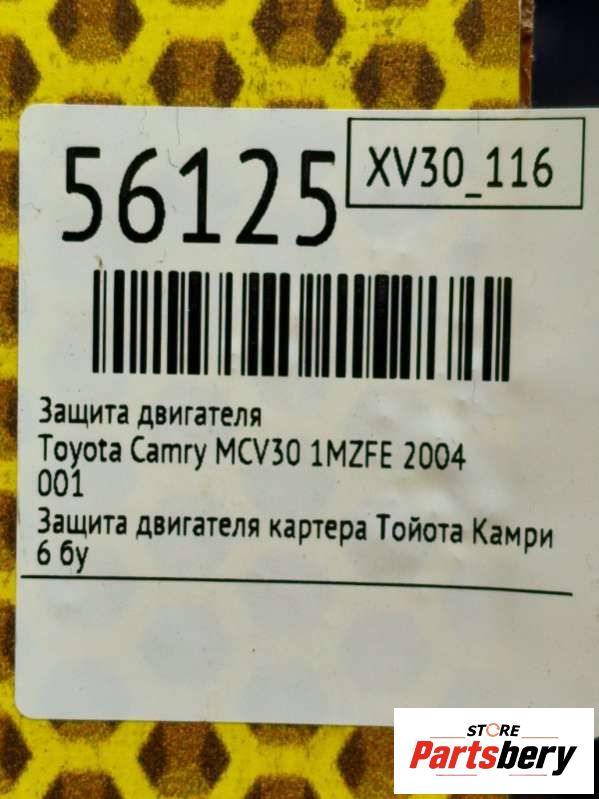 56125
XV30_116
Защита двигателя
Toyota Camry MCV30 1MZFE 2004
001
Защита двигателя картера Тойота Камри
6 бу
STORE
Partsbery